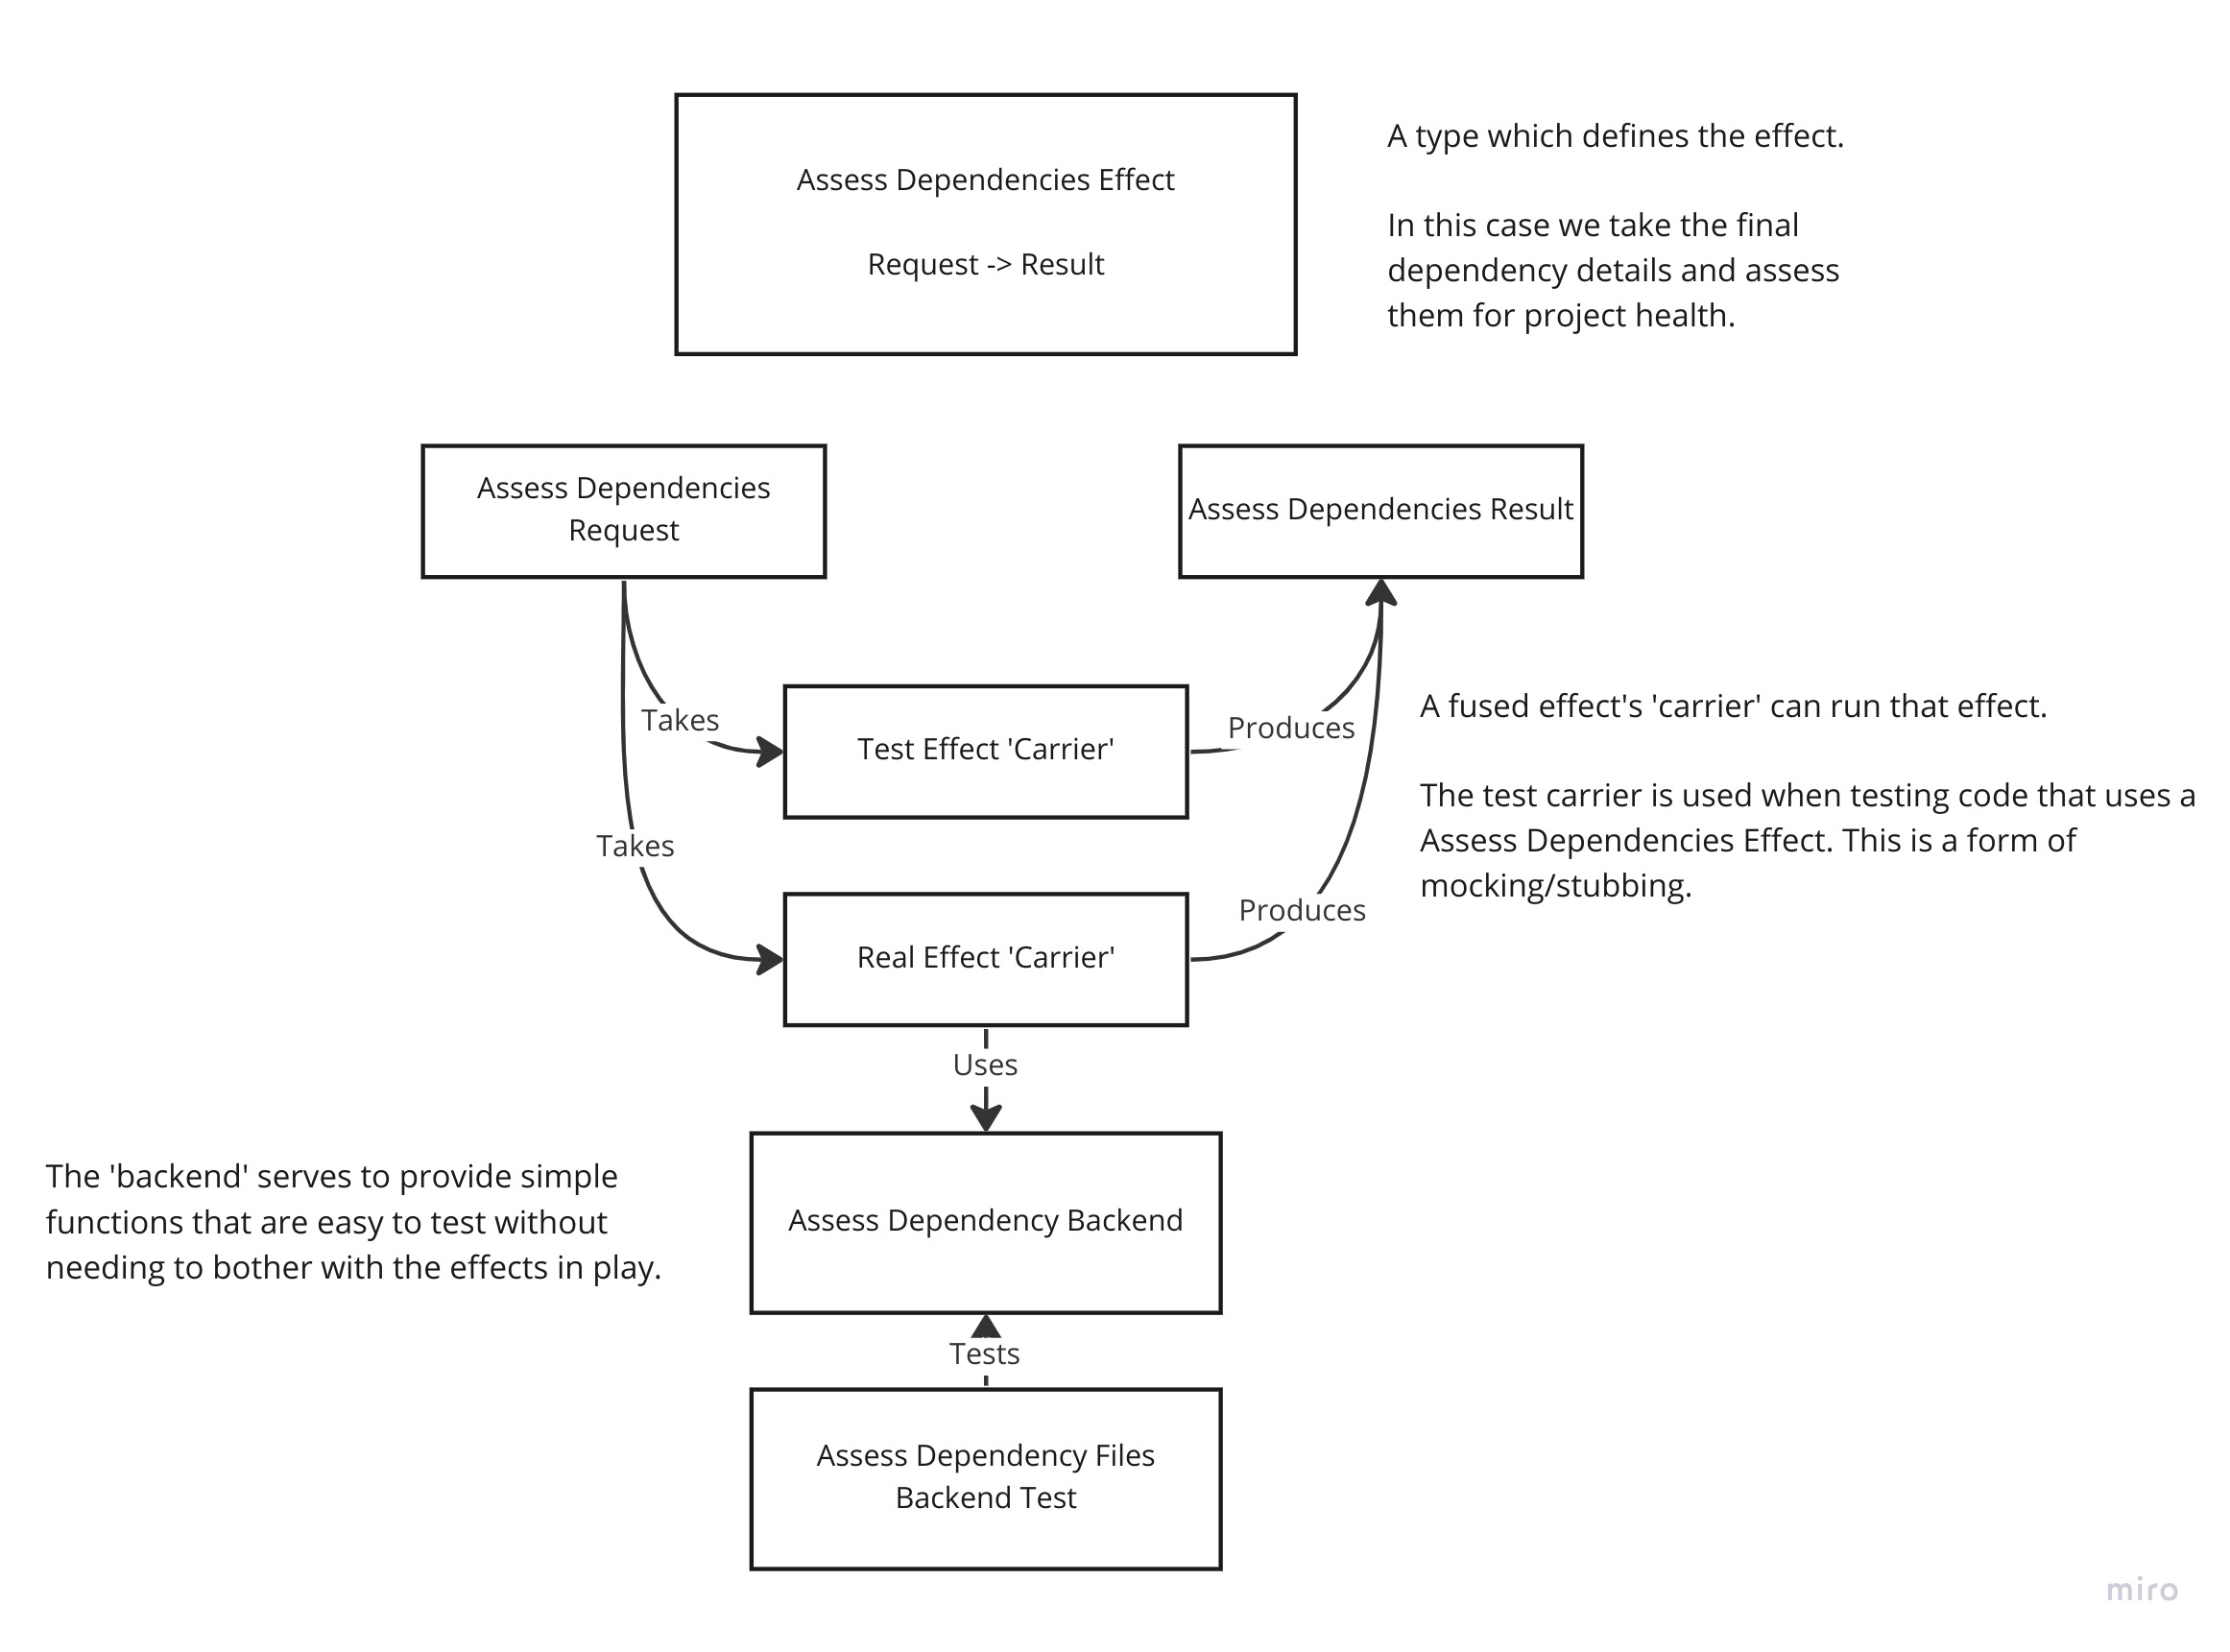 Assess Dependencies Effect
Request -> Result
A type which defines the effect.
In this case we take the final
dependency details and assess
them for project health.
Assess Dependencies
Request
Assess Dependencies Result
Takes
Test Effect 'Carrier'
Produces
A fused effect's 'carrier' can run that effect.
The test carrier is used when testing code that uses a
Assess Dependencies Effect. This is a form of
mocking/stubbing.
Takes
Real Effect 'Carrier'
Produces
Uses
The 'backend' serves to provide simple
functions that are easy to test without
needing to bother with the effects in play.
Assess Dependency Backend
Tests
Assess Dependency Files
Backend Test
miro